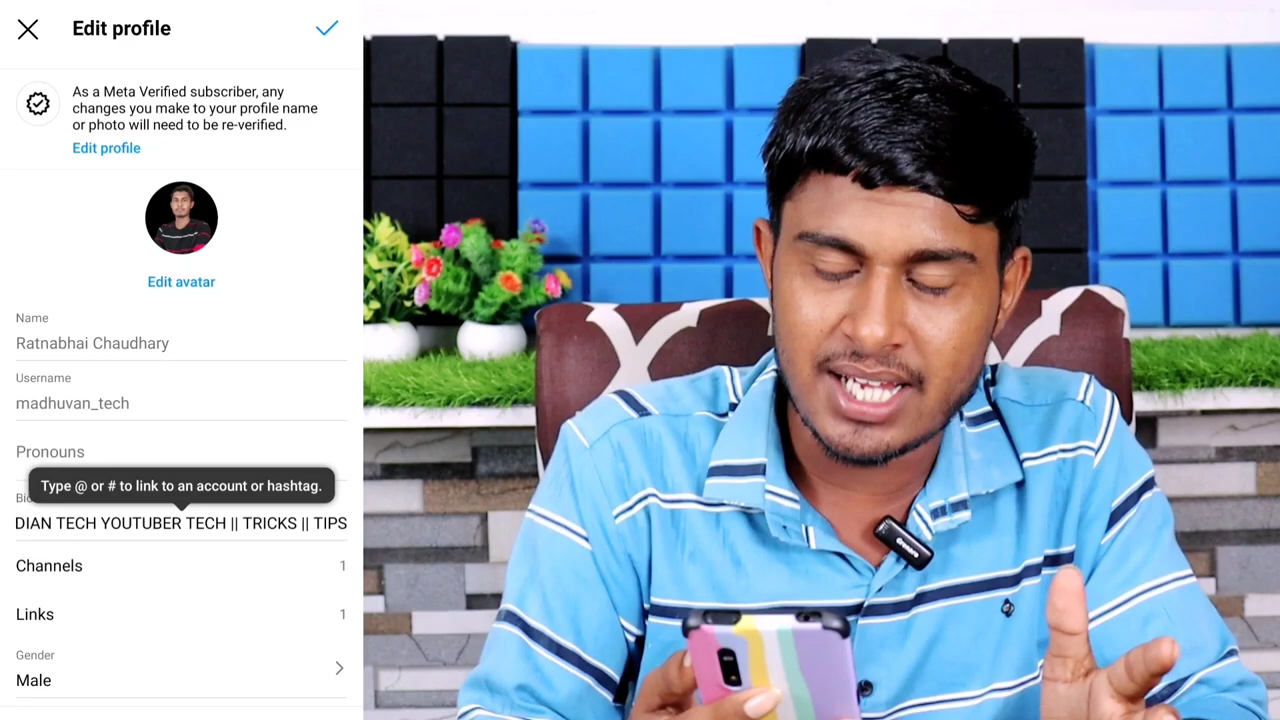 Edit profile
As a Meta Verified subscriber, any
changes you make to your profile name
or photo will need to be re-verified.
Edit profile
Edit avatar
Name
Ratnabhai Chaudhary
Username
madhuvan_tech
Pronouns
Type @ or # to link to an account or hashtag.
DIAN TECH YOUTUBER TECH || TRICKS || TIPS
Channels 1
Links 1
Gender
Male